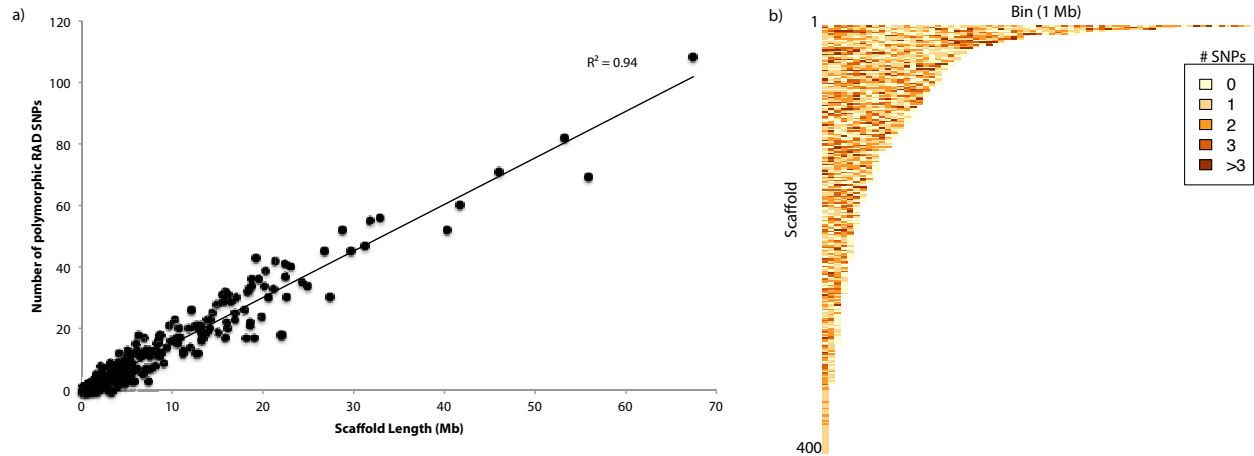 a)
Number of polymorphic RAD SNPs
120
100
80
60
40
20
0
R² = 0.94
0 10 20 30 40 50 60 70
Scaffold Length (Mb)
b)
Bin (1 Mb)
1
Scaffold
400
# SNPs
0
1
2
3
>3